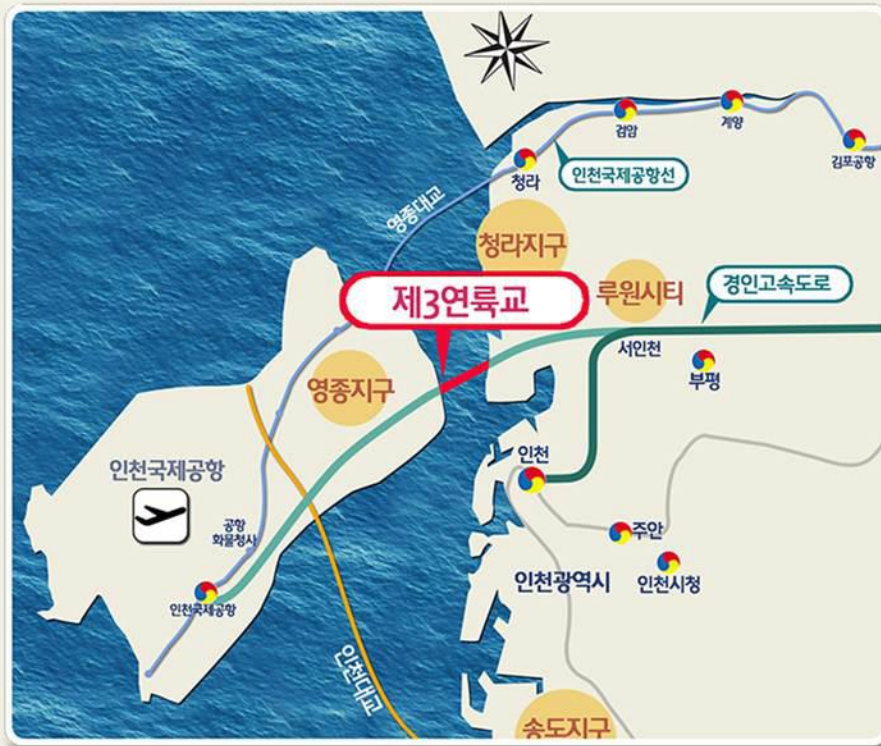 검암
계양
김포공항
청라
인천국제공항선
영종대교
청라지구
제3연륙교
루원시티
경인고속도로
서인천
부평
영종지구
인천국제공항
인천
공항
화물청사
주안
인천광역시
인천시청
인천국제공항
인천대교
송도지구